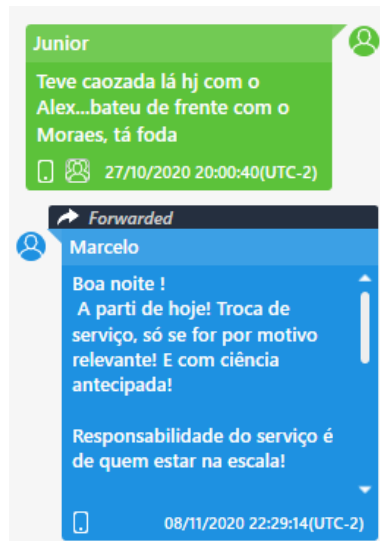 Junior
Teve caozada lá hj com o
Alex...bateu de frente com o
Moraes, tá foda
27/10/2020 20:00:40(UTC-2)
Forwarded
Marcelo
Boa noite !
A parti de hoje! Troca de
serviço, só se for por motivo
relevante! E com ciência
antecipada!
Responsabilidade do serviço é
de quem estar na escala!
08/11/2020 22:29:14(UTC-2)